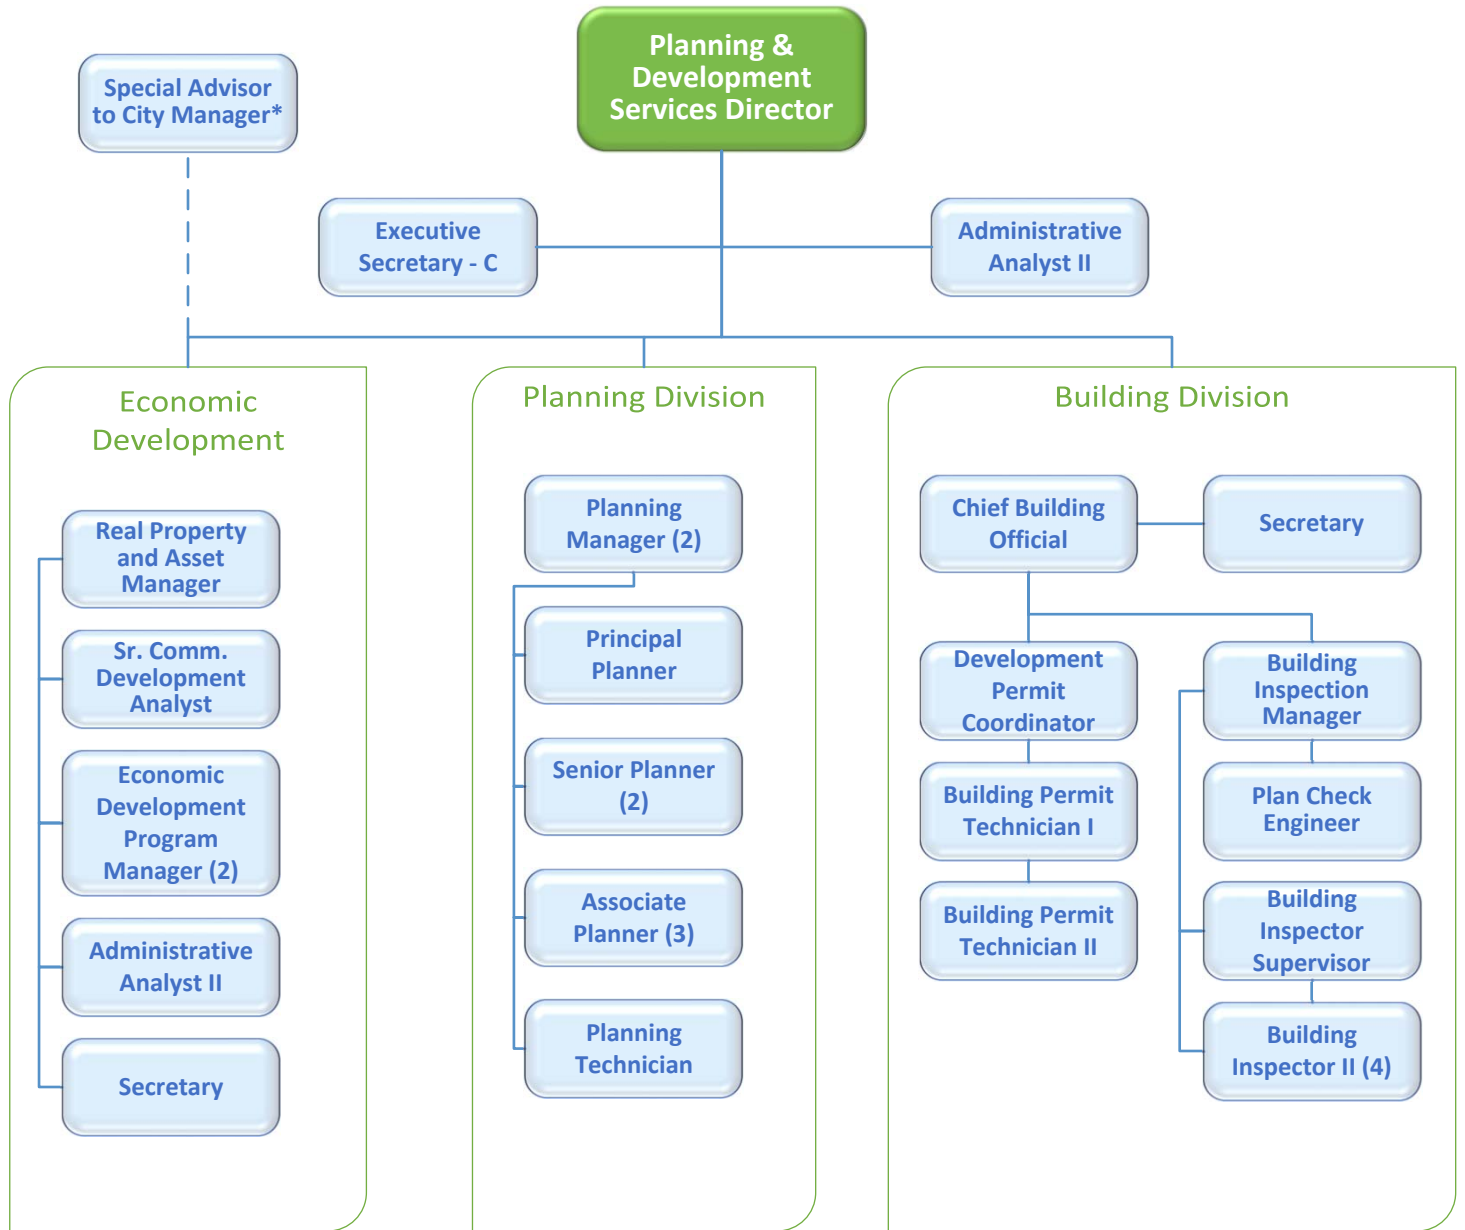 Planning &
Development
Services Director
Special Advisor
to City Manager*
Executive
Secretary - C
Administrative
Analyst II
Economic
Development
Real Property
and Asset
Manager
Sr. Comm.
Development
Analyst
Economic
Development
Program
Manager (2)
Administrative
Analyst II
Secretary
Planning Division
Planning
Manager (2)
Principal
Planner
Senior Planner
(2)
Associate
Planner (3)
Planning
Technician
Building Division
Chief Building
Official
Secretary
Development
Permit
Coordinator
Building Permit
Technician I
Building Permit
Technician II
Building
Inspection
Manager
Plan Check
Engineer
Building
Inspector
Supervisor
Building
Inspector II (4)